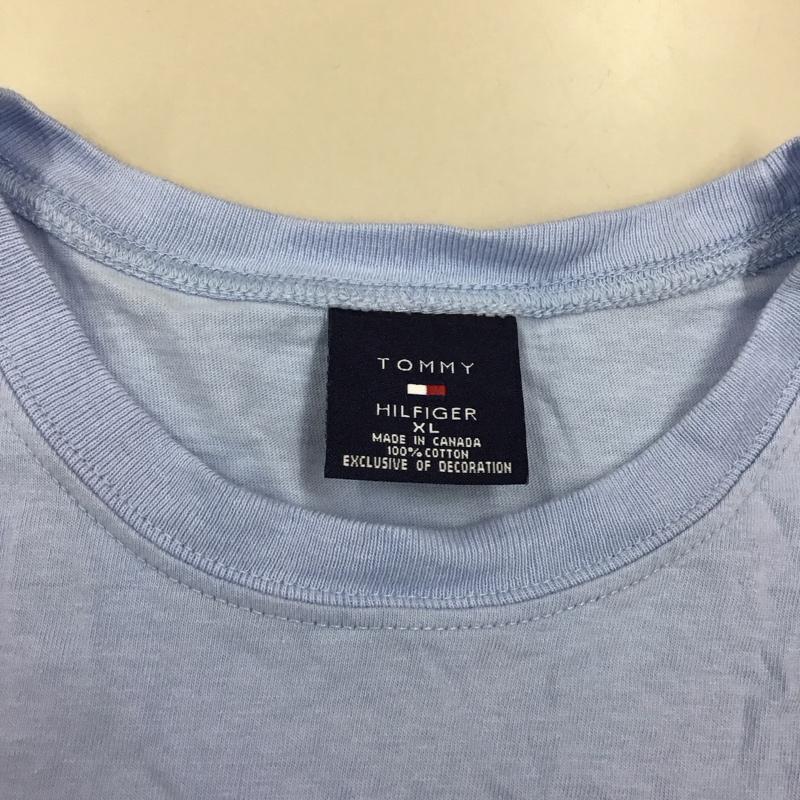 TOMMY
HILFIGER
XL
MADE IN CANADA
100% COTTON
EXCLUSIVE OF DECORATION